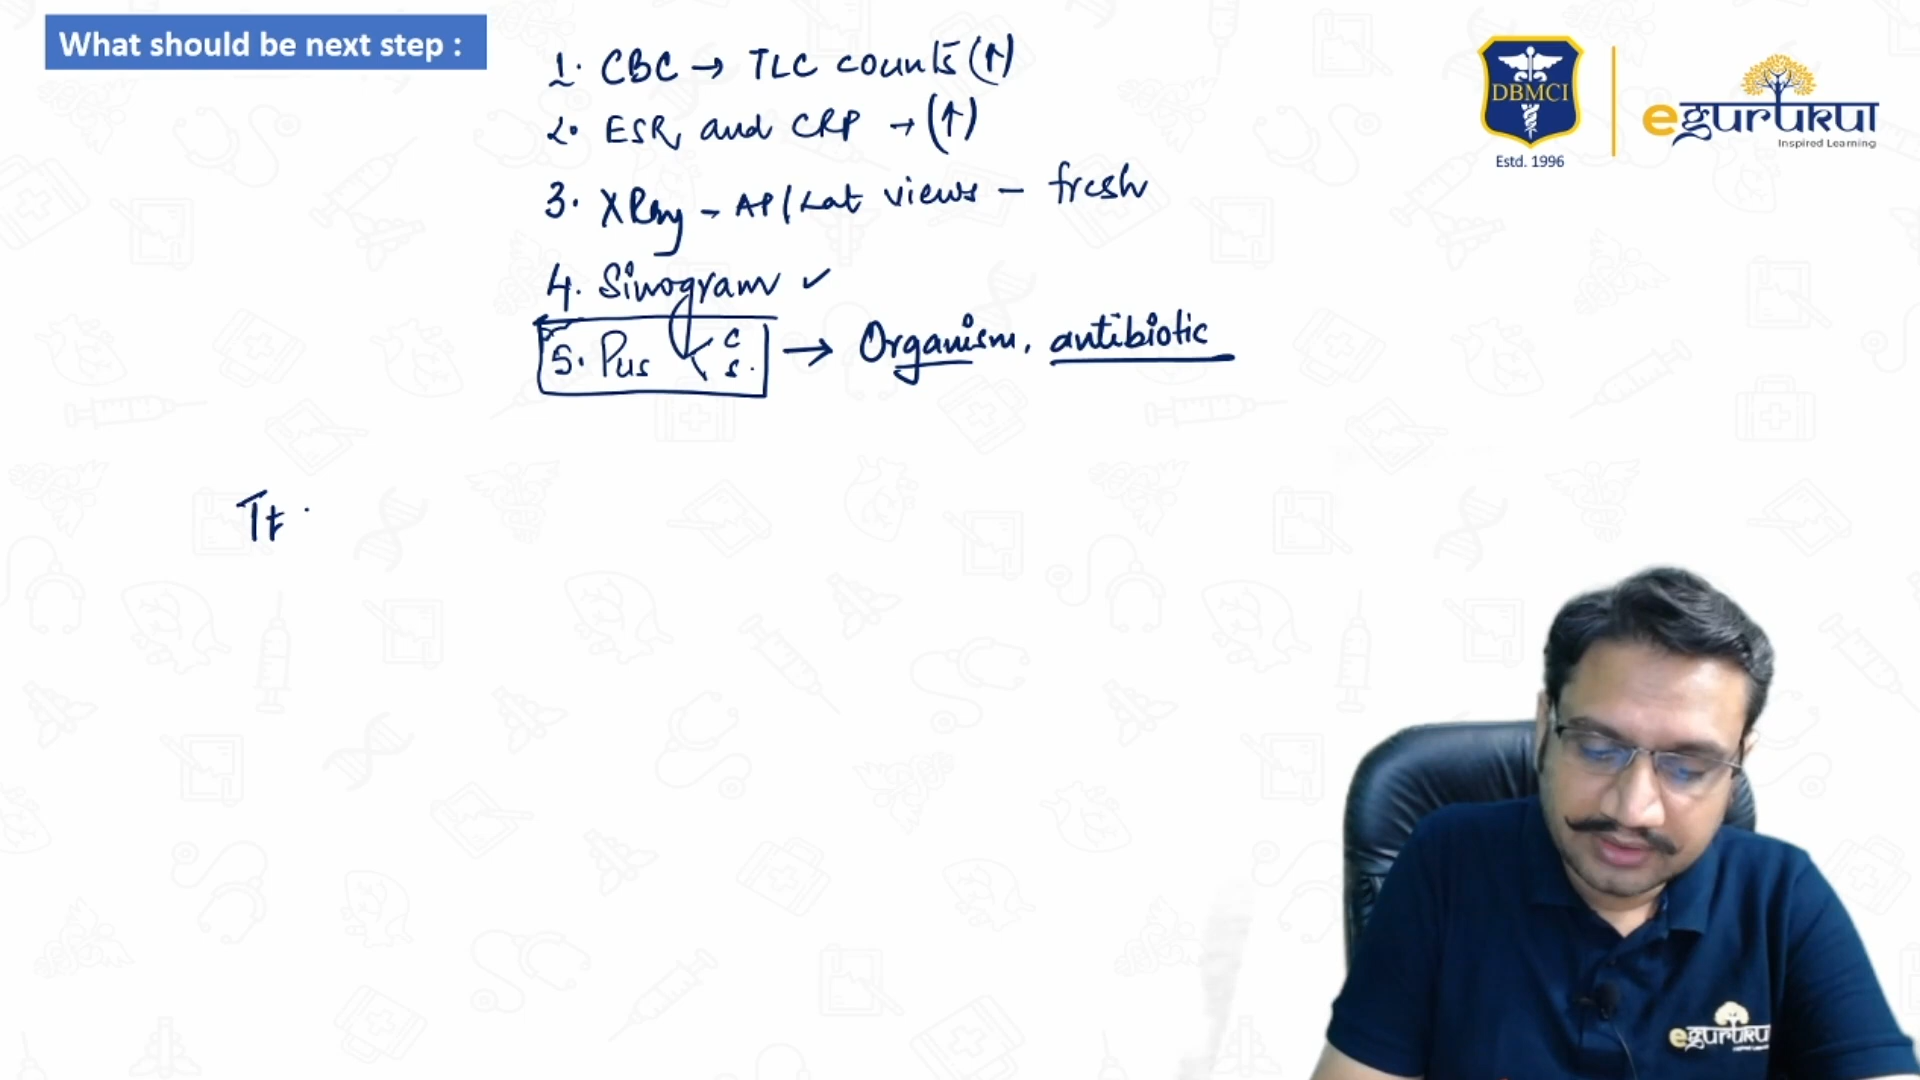 What should be next step :
1. CBC → TLC counts (↑)
2. ESR and CRP → (↑)
3. X Ray - AP/Lat views - fresh
4. Sinogram ✓
5. Pus < c s. → Organism, antibiotic
Tt .
DBMCI
Estd. 1996
egurukul
Inspired Learning
egurukul